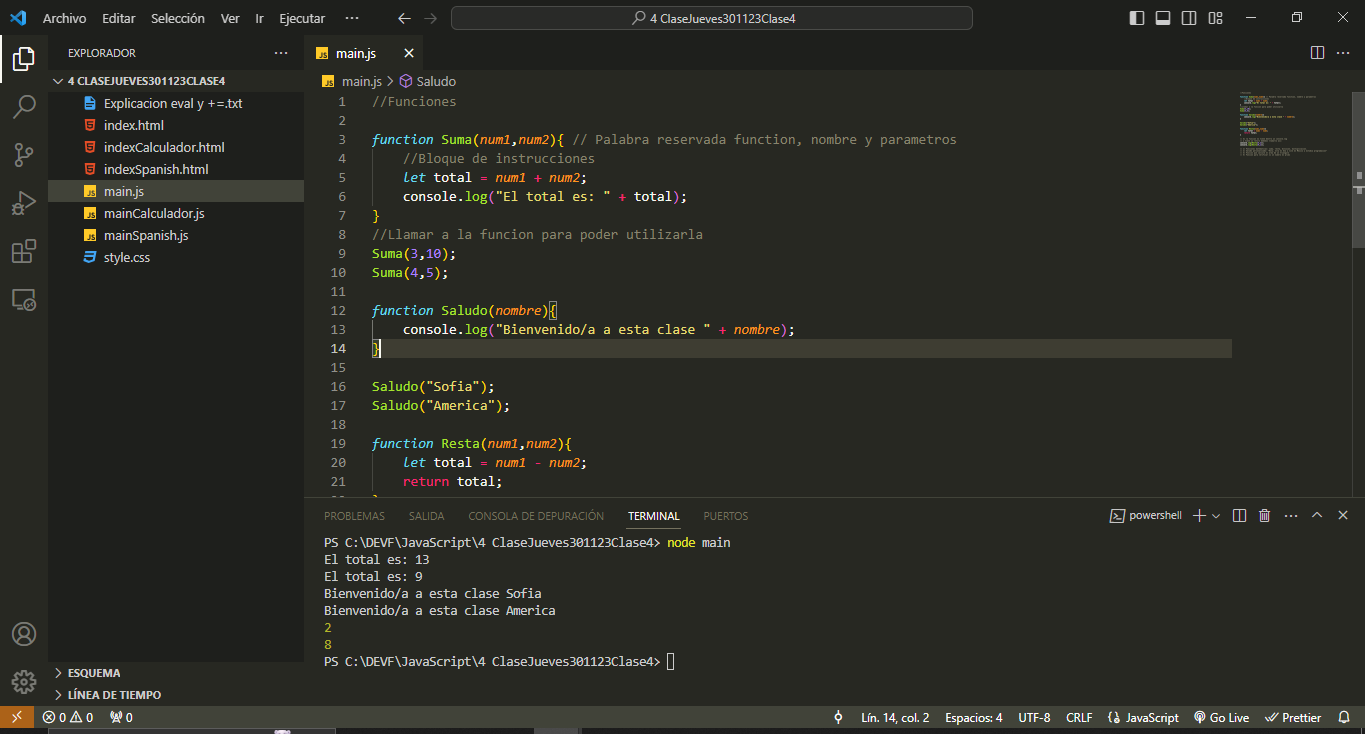 Archivo Editar Selección Ver Ir Ejecutar ··· 4 ClaseJueves301123Clase4
EXPLORADOR ···
4 CLASEJUEVES301123CLASE4
Explicacion eval y +=.txt
index.html
indexCalculador.html
indexSpanish.html
main.js
mainCalculador.js
mainSpanish.js
style.css
ESQUEMA
LÍNEA DE TIEMPO
JS main.js
JS main.js > Saludo
1 //Funciones
2
3 function Suma(num1,num2){ // Palabra reservada function, nombre y parametros
4 //Bloque de instrucciones
5 let total = num1 + num2;
6 console.log("El total es: " + total);
7 }
8 //Llamar a la funcion para poder utilizarla
9 Suma(3,10);
10 Suma(4,5);
11
12 function Saludo(nombre){
13 console.log("Bienvenido/a a esta clase " + nombre);
14 }
15
16 Saludo("Sofia");
17 Saludo("America");
18
19 function Resta(num1,num2){
20 let total = num1 - num2;
21 return total;
PROBLEMAS SALIDA CONSOLA DE DEPURACIÓN TERMINAL PUERTOS powershell
PS C:\DEVF\JavaScript\4 ClaseJueves301123Clase4> node main
El total es: 13
El total es: 9
Bienvenido/a a esta clase Sofia
Bienvenido/a a esta clase America
2
8
PS C:\DEVF\JavaScript\4 ClaseJueves301123Clase4>
0 0 0 Lín. 14, col. 2 Espacios: 4 UTF-8 CRLF {} JavaScript Go Live Prettier